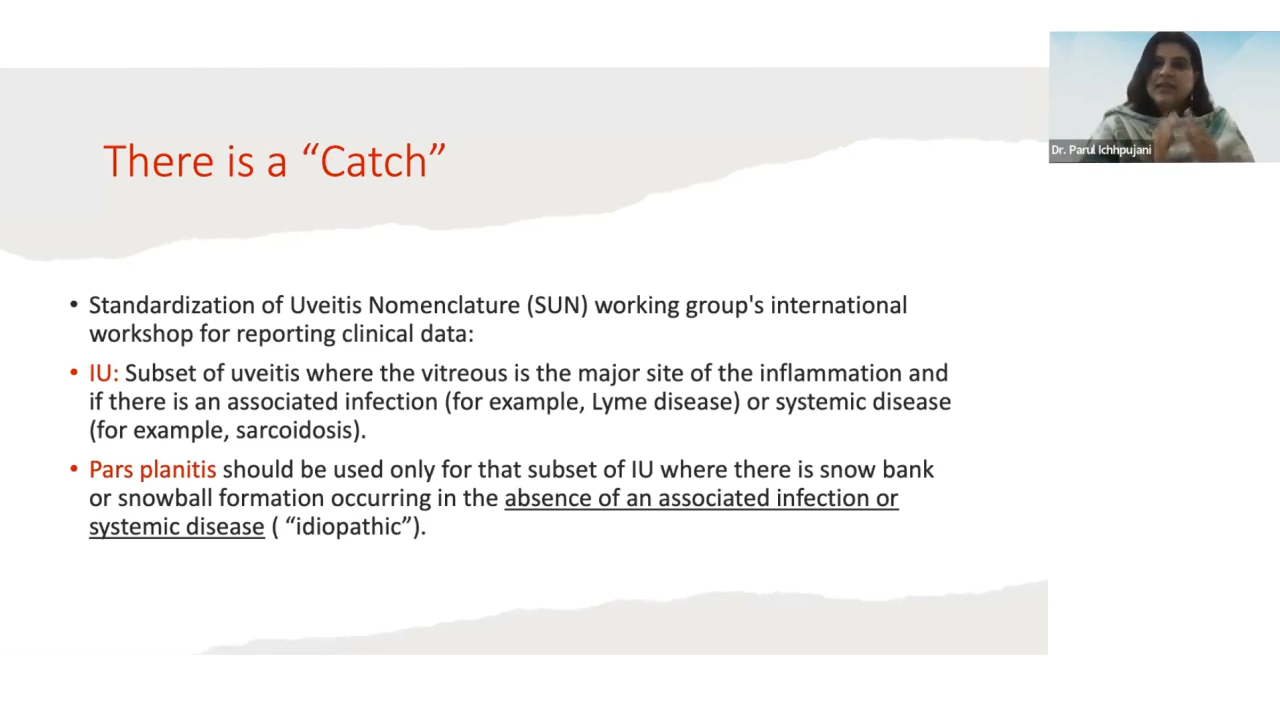 There is a “Catch”
Dr. Parul Ichhpujani
• Standardization of Uveitis Nomenclature (SUN) working group's international
workshop for reporting clinical data:
• IU: Subset of uveitis where the vitreous is the major site of the inflammation and
if there is an associated infection (for example, Lyme disease) or systemic disease
(for example, sarcoidosis).
• Pars planitis should be used only for that subset of IU where there is snow bank
or snowball formation occurring in the absence of an associated infection or
systemic disease ( “idiopathic”).